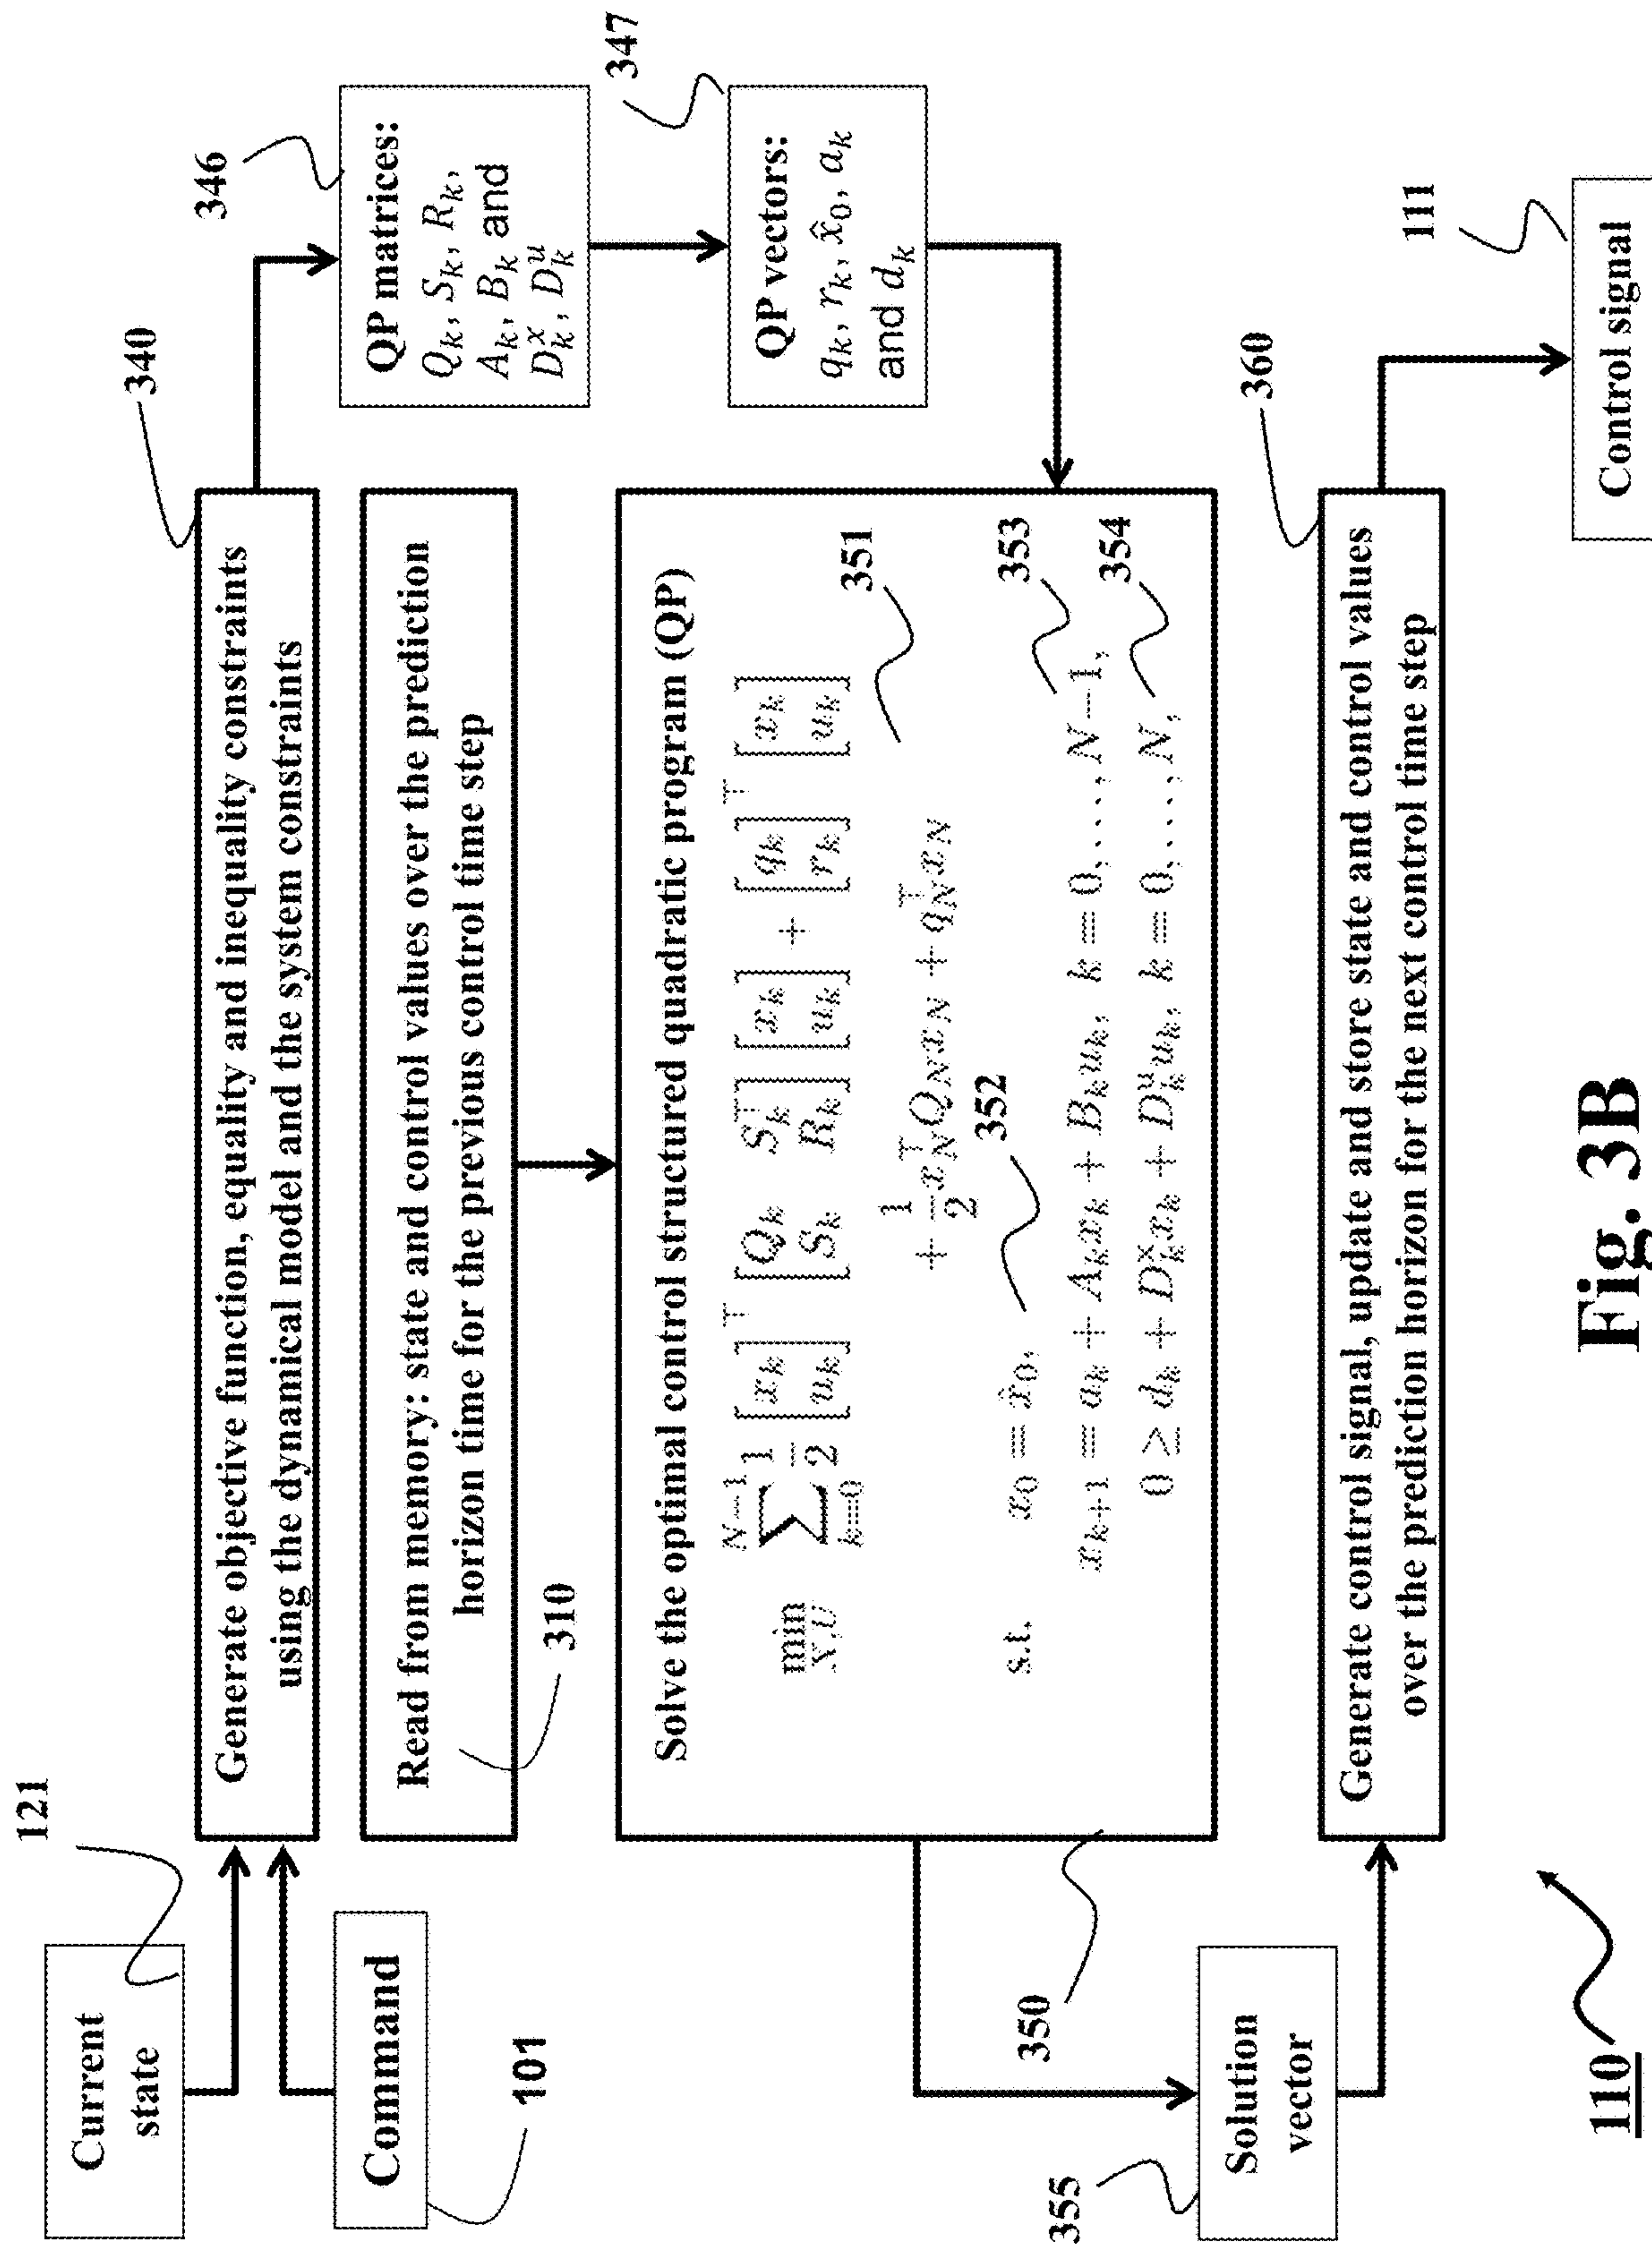 121
Current
state
Command
101
340
Generate objective function, equality and inequality constraints
using the dynamical model and the system constraints
346
QP matrices:
Q_k, S_k, R_k,
A_k, B_k and
D_k^x, D_k^u
347
QP vectors:
q_k, r_k, x̂_0, a_k
and d_k
Read from memory: state and control values over the prediction
horizon time for the previous control time step
310
Solve the optimal control structured quadratic program (QP)
min_{X,U} ∑_{k=0}^{N−1} 1/2 [x_k u_k]^⊤ [Q_k S_k^⊤ S_k R_k] [x_k u_k] + [q_k r_k]^⊤ [x_k u_k]
351
+ 1/2 x_N^⊤ Q_N x_N + q_N^⊤ x_N
352
s.t. x_0 = x̂_0,
353
x_{k+1} = a_k + A_k x_k + B_k u_k, k = 0,…,N−1,
354
0 ≥ d_k + D_k^x x_k + D_k^u u_k, k = 0,…,N,
350
355
Solution
vector
360
Generate control signal, update and store state and control values
over the prediction horizon for the next control time step
111
Control signal
110
Fig. 3B